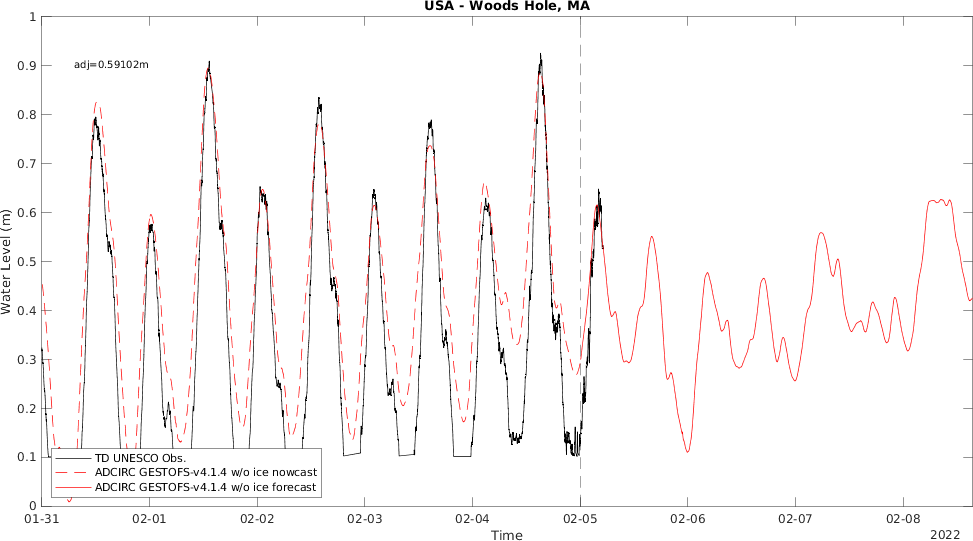 USA - Woods Hole, MA
1
0.9
0.8
0.7
0.6
0.5
0.4
0.3
0.2
0.1
0
Water Level (m)
adj=0.59102m
TD UNESCO Obs.
ADCIRC GESTOFS-v4.1.4 w/o ice nowcast
ADCIRC GESTOFS-v4.1.4 w/o ice forecast
01-31 02-01 02-02 02-03 02-04 02-05 02-06 02-07 02-08
Time
2022